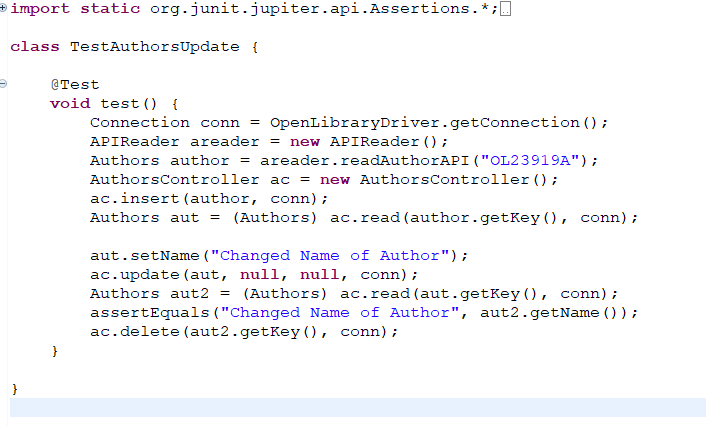 import static org.junit.jupiter.api.Assertions.*;
class TestAuthorsUpdate {
@Test
void test() {
Connection conn = OpenLibraryDriver.getConnection();
APIReader areader = new APIReader();
Authors author = areader.readAuthorAPI("OL23919A");
AuthorsController ac = new AuthorsController();
ac.insert(author, conn);
Authors aut = (Authors) ac.read(author.getKey(), conn);
aut.setName("Changed Name of Author");
ac.update(aut, null, null, conn);
Authors aut2 = (Authors) ac.read(aut.getKey(), conn);
assertEquals("Changed Name of Author", aut2.getName());
ac.delete(aut2.getKey(), conn);
}
}